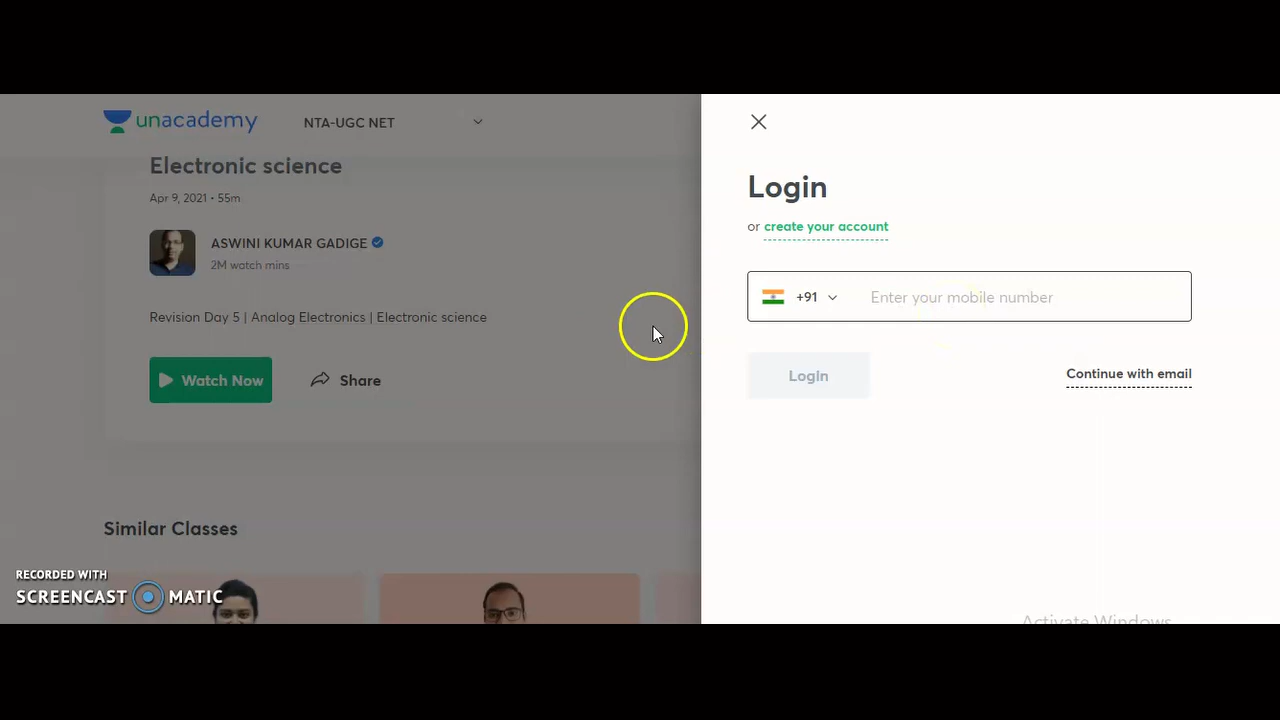 unacademy
NTA-UGC NET
Electronic science
Apr 9, 2021 • 55m
ASWINI KUMAR GADIGE
2M watch mins
Revision Day 5 | Analog Electronics | Electronic science
Watch Now
Share
Similar Classes
RECORDED WITH
SCREENCAST MATIC
Login
or create your account
+91
Enter your mobile number
Login
Continue with email
Activate Windows